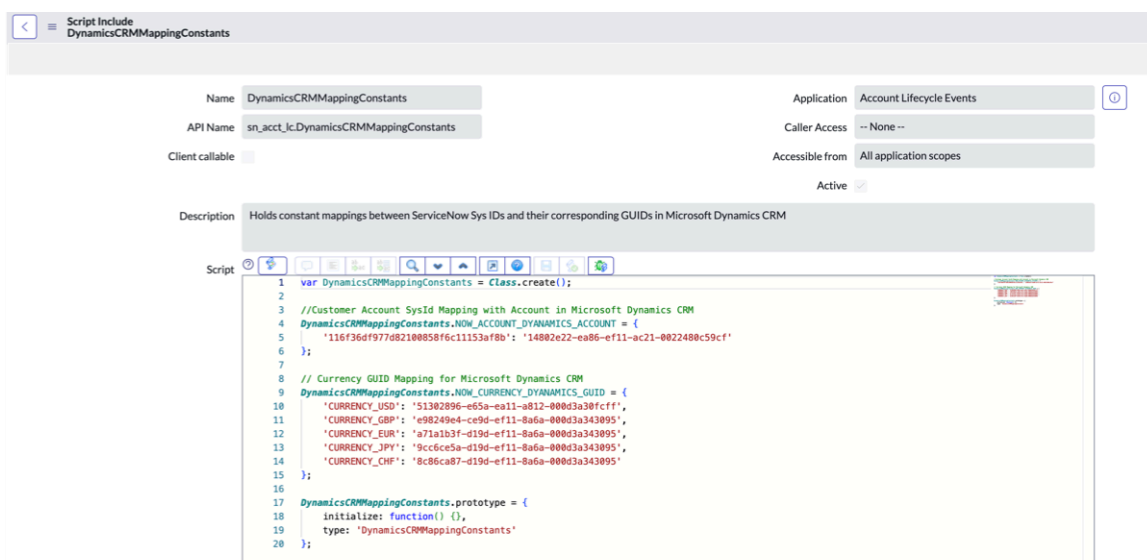 Script Include
DynamicsCRMMappingConstants
Name DynamicsCRMMappingConstants
Application Account Lifecycle Events
API Name sn_acct_lc.DynamicsCRMMappingConstants
Caller Access -- None --
Client callable
Accessible from All application scopes
Active
Description Holds constant mappings between ServiceNow Sys IDs and their corresponding GUIDs in Microsoft Dynamics CRM
Script
1 var DynamicsCRMMappingConstants = Class.create();
2
3 //Customer Account SysId Mapping with Account in Microsoft Dynamics CRM
4 DynamicsCRMMappingConstants.NOW_ACCOUNT_DYANAMICS_ACCOUNT = {
5 '116f36df977d82100858f6c11153af8b': '14802e22-ea86-ef11-ac21-0022480c59cf'
6 };
7
8 // Currency GUID Mapping for Microsoft Dynamics CRM
9 DynamicsCRMMappingConstants.NOW_CURRENCY_DYANAMICS_GUID = {
10 'CURRENCY_USD': '51302896-e65a-ea11-a812-000d3a30fcff',
11 'CURRENCY_GBP': 'e98249e4-ce9d-ef11-8a6a-000d3a343095',
12 'CURRENCY_EUR': 'a71a1b3f-d19d-ef11-8a6a-000d3a343095',
13 'CURRENCY_JPY': '9cc6ce5a-d19d-ef11-8a6a-000d3a343095',
14 'CURRENCY_CHF': '8c86ca87-d19d-ef11-8a6a-000d3a343095'
15 };
16
17 DynamicsCRMMappingConstants.prototype = {
18 initialize: function() {},
19 type: 'DynamicsCRMMappingConstants'
20 };